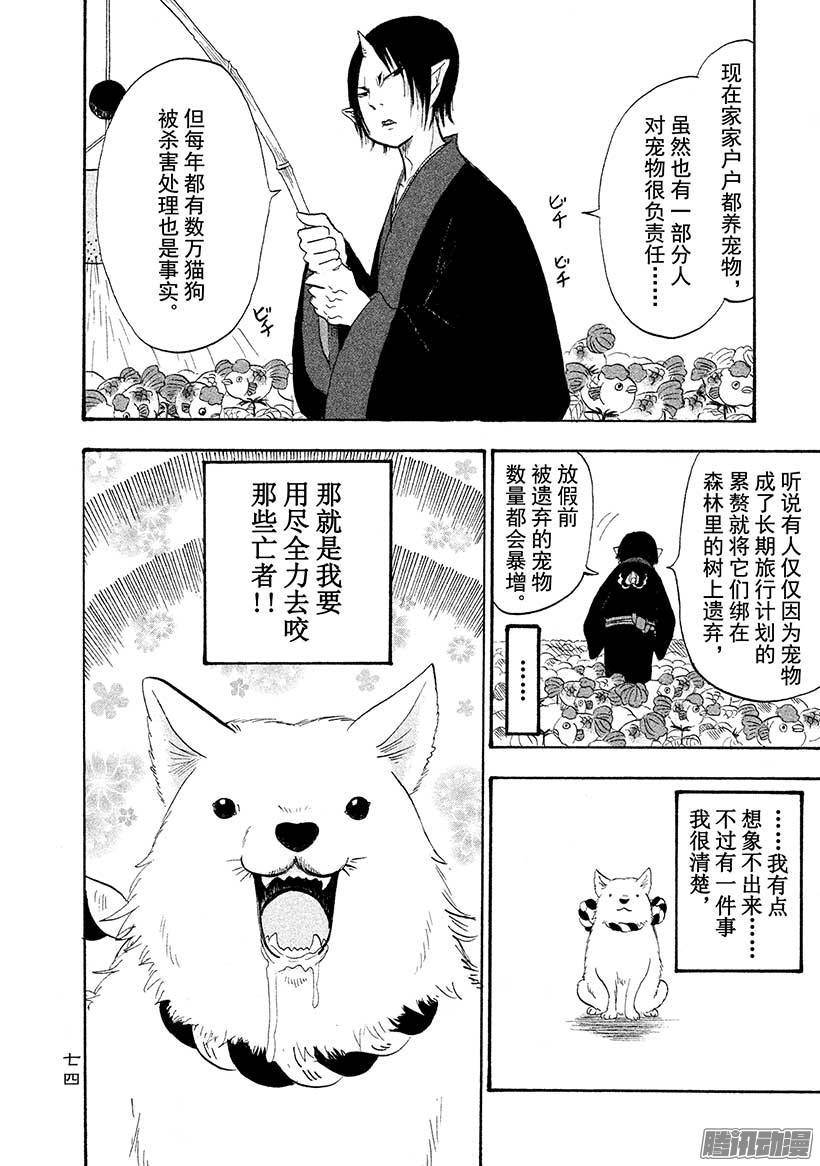 现在家家户户都养宠物，
虽然也有一部分人
对宠物很负责任……
但每年都有数万猫狗
被杀害处理也是事实。
ビチ
ビチ
ビチ
听说有人仅仅因为宠物
成了长期旅行计划的
累赘就将它们绑在
森林里的树上遗弃，
放假前
被遗弃的宠物
数量都会暴增。
……
……我有点
想象不出来……
不过有一件事
我很清楚，
那就是我要
用尽全力去咬
那些亡者!!
七四
腾讯动漫